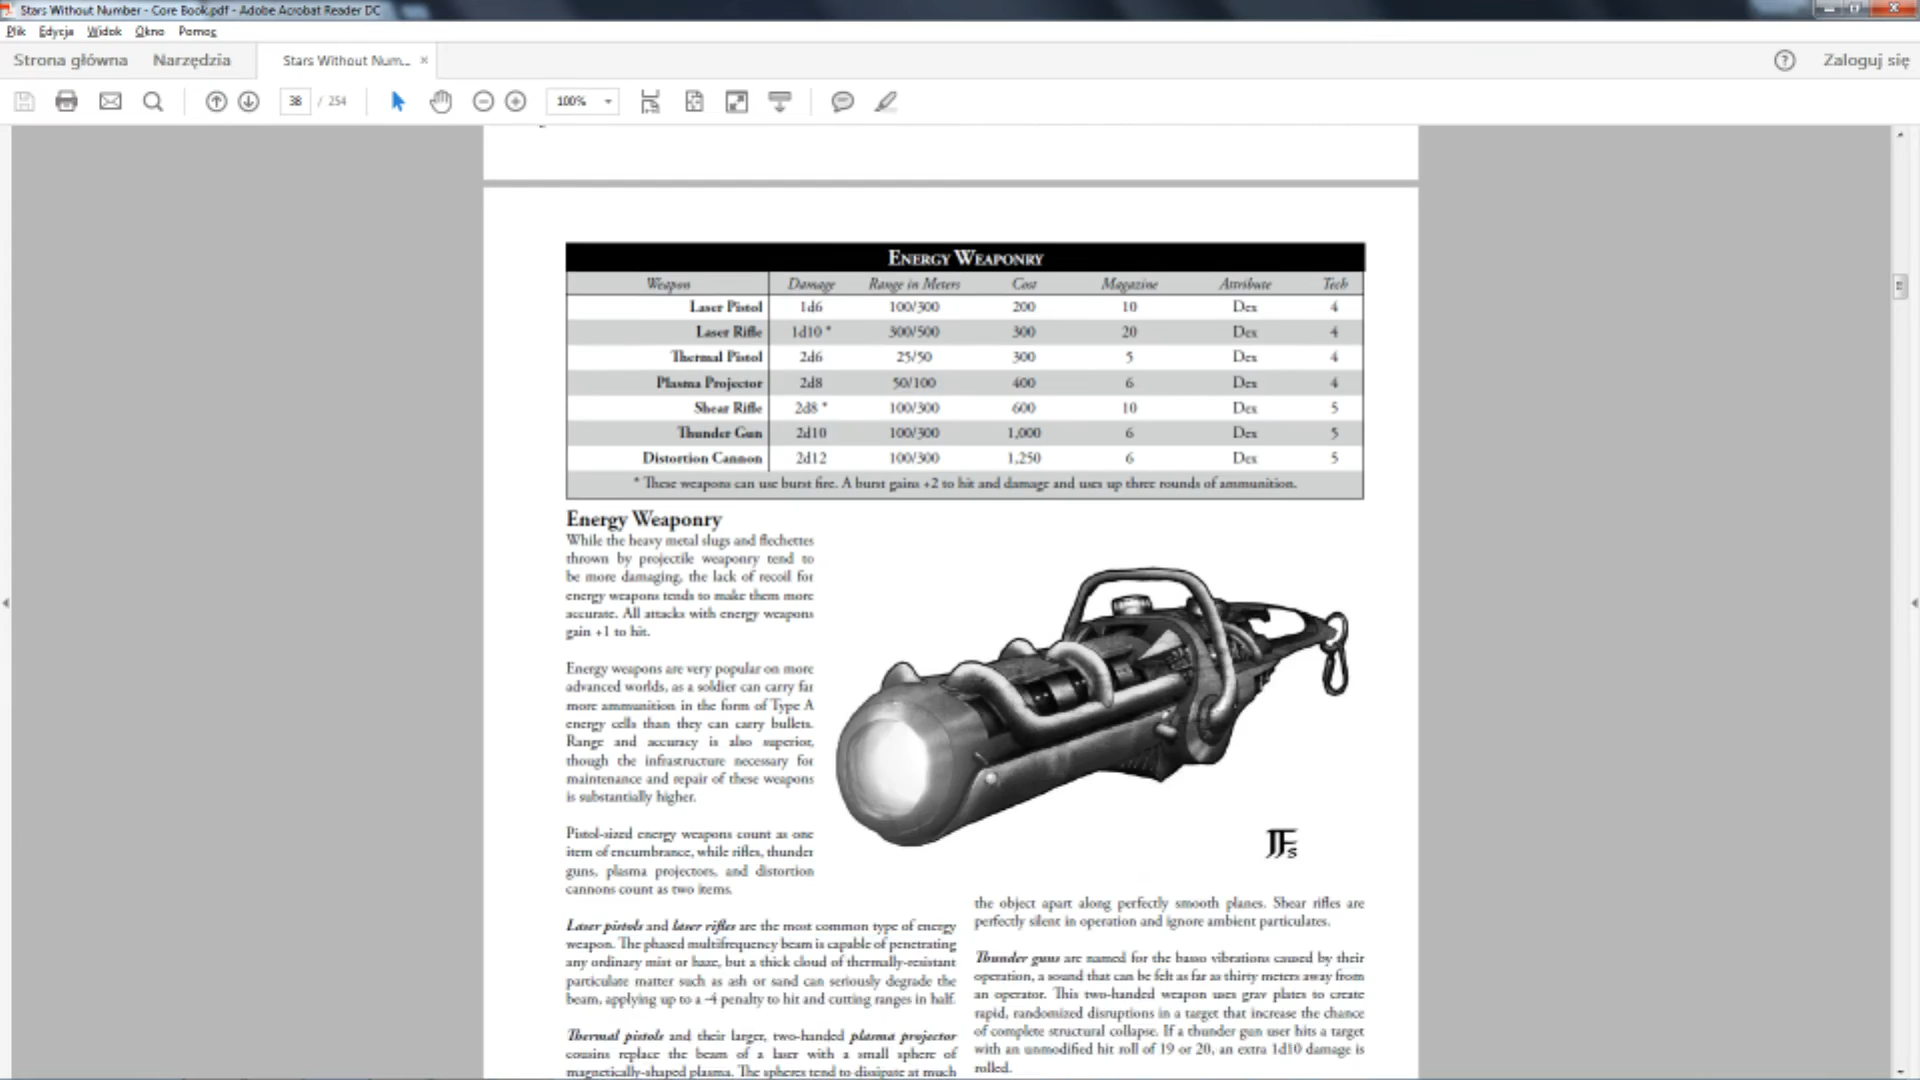 Stars Without Number - Core Book.pdf - Adobe Acrobat Reader DC
Plik Edycja Widok Okno Pomoc
Strona główna Narzędzia Stars Without Num... × ? Zaloguj się
38 / 254 100%
ENERGY WEAPONRY
Weapon Damage Range in Meters Cost Magazine Attribute Tech
Laser Pistol 1d6 100/300 200 10 Dex 4
Laser Rifle 1d10 * 300/500 300 20 Dex 4
Thermal Pistol 2d6 25/50 300 5 Dex 4
Plasma Projector 2d8 50/100 400 6 Dex 4
Shear Rifle 2d8 * 100/300 600 10 Dex 5
Thunder Gun 2d10 100/300 1,000 6 Dex 5
Distortion Cannon 2d12 100/300 1,250 6 Dex 5
* These weapons can use burst fire. A burst gains +2 to hit and damage and uses up three rounds of ammunition.
Energy Weaponry
While the heavy metal slugs and flechettes
thrown by projectile weaponry tend to
be more damaging, the lack of recoil for
energy weapons tends to make them more
accurate. All attacks with energy weapons
gain +1 to hit.
Energy weapons are very popular on more
advanced worlds, as a soldier can carry far
more ammunition in the form of Type A
energy cells than they can carry bullets.
Range and accuracy is also superior,
though the infrastructure necessary for
maintenance and repair of these weapons
is substantially higher.
Pistol-sized energy weapons count as one
item of encumbrance, while rifles, thunder
guns, plasma projectors, and distortion
cannons count as two items.
Laser pistols and laser rifles are the most common type of energy
weapon. The phased multifrequency beam is capable of penetrating
any ordinary mist or haze, but a thick cloud of thermally-resistant
particulate matter such as ash or sand can seriously degrade the
beam, applying up to a -4 penalty to hit and cutting ranges in half.
Thermal pistols and their larger, two-handed plasma projector
cousins replace the beam of a laser with a small sphere of
magnetically-shaped plasma. The spheres tend to dissipate at much
JFs
the object apart along perfectly smooth planes. Shear rifles are
perfectly silent in operation and ignore ambient particulates.
Thunder guns are named for the basso vibrations caused by their
operation, a sound that can be felt as far as thirty meters away from
an operator. This two-handed weapon uses grav plates to create
rapid, randomized disruptions in a target that increase the chance
of complete structural collapse. If a thunder gun user hits a target
with an unmodified hit roll of 19 or 20, an extra 1d10 damage is
rolled.